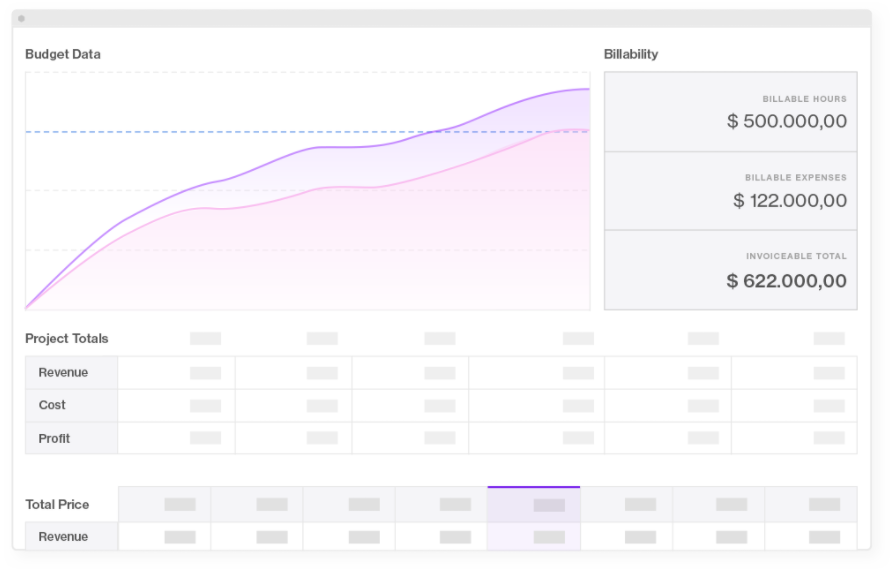 Budget Data
Billability
BILLABLE HOURS
$ 500.000,00
BILLABLE EXPENSES
$ 122.000,00
INVOICEABLE TOTAL
$ 622.000,00
Project Totals
Revenue
Cost
Profit
Total Price
Revenue